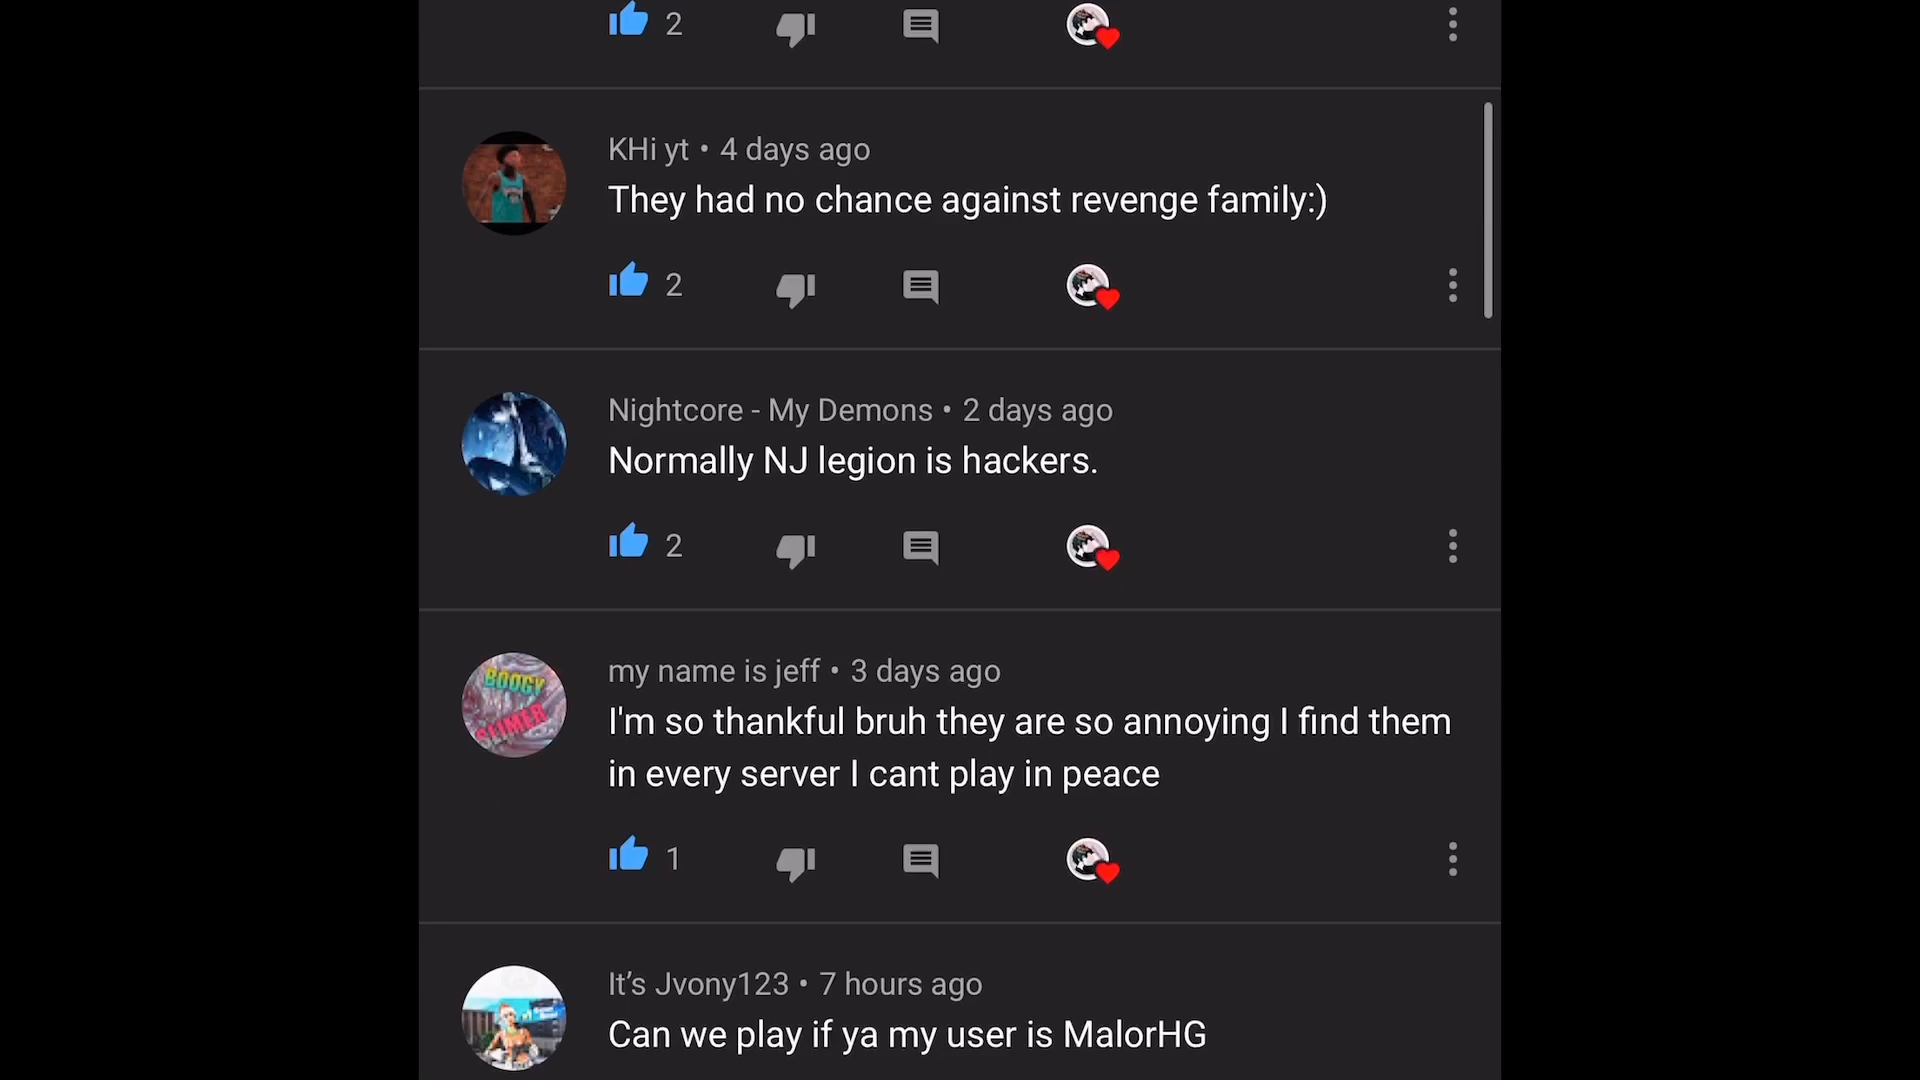 2
KHi yt • 4 days ago
They had no chance against revenge family:)
2
Nightcore - My Demons • 2 days ago
Normally NJ legion is hackers.
2
BOOGY
SLIMER
my name is jeff • 3 days ago
I'm so thankful bruh they are so annoying I find them
in every server I cant play in peace
1
It’s Jvony123 • 7 hours ago
Can we play if ya my user is MalorHG